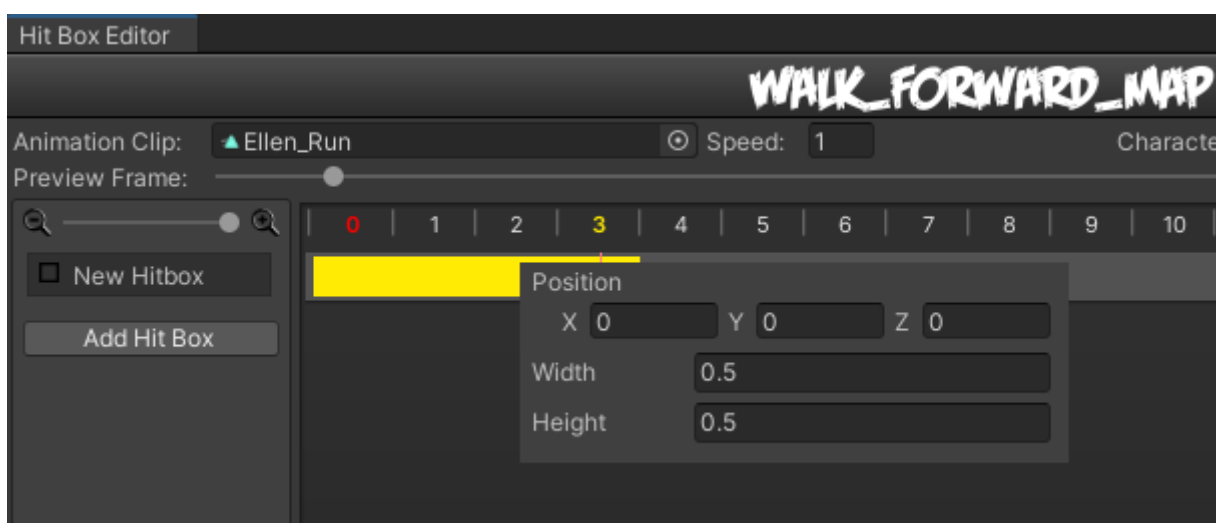 Hit Box Editor
WALK_FORWARD_MAP
Animation Clip: Ellen_Run Speed: 1 Characte
Preview Frame:
0 1 2 3 4 5 6 7 8 9 10
New Hitbox
Add Hit Box
Position
X 0 Y 0 Z 0
Width 0.5
Height 0.5